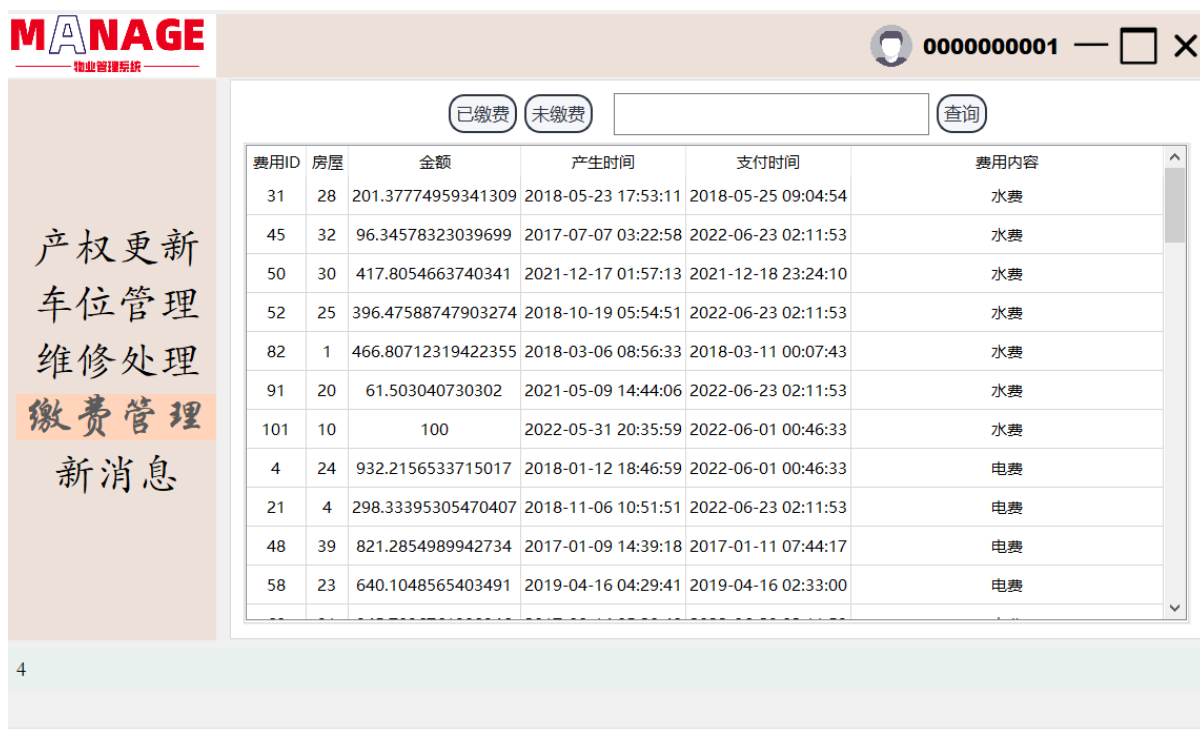 MANAGE
物业管理系统
0000000001
已缴费 未缴费 查询
费用ID 房屋 金额 产生时间 支付时间 费用内容
31 28 201.37774959341309 2018-05-23 17:53:11 2018-05-25 09:04:54 水费
45 32 96.34578323039699 2017-07-07 03:22:58 2022-06-23 02:11:53 水费
50 30 417.8054663740341 2021-12-17 01:57:13 2021-12-18 23:24:10 水费
52 25 396.47588747903274 2018-10-19 05:54:51 2022-06-23 02:11:53 水费
82 1 466.80712319422355 2018-03-06 08:56:33 2018-03-11 00:07:43 水费
91 20 61.503040730302 2021-05-09 14:44:06 2022-06-23 02:11:53 水费
101 10 100 2022-05-31 20:35:59 2022-06-01 00:46:33 水费
4 24 932.2156533715017 2018-01-12 18:46:59 2022-06-01 00:46:33 电费
21 4 298.33395305470407 2018-11-06 10:51:51 2022-06-23 02:11:53 电费
48 39 821.2854989942734 2017-01-09 14:39:18 2017-01-11 07:44:17 电费
58 23 640.1048565403491 2019-04-16 04:29:41 2019-04-16 02:33:00 电费
产权更新
车位管理
维修处理
缴费管理
新消息
4